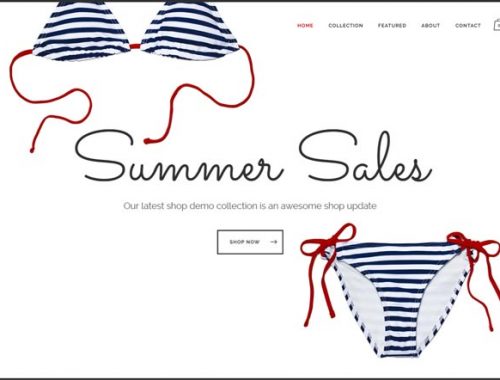 HOME COLLECTION FEATURED ABOUT CONTACT
Summer Sales
Our latest shop demo collection is an awesome shop update
SHOP NOW